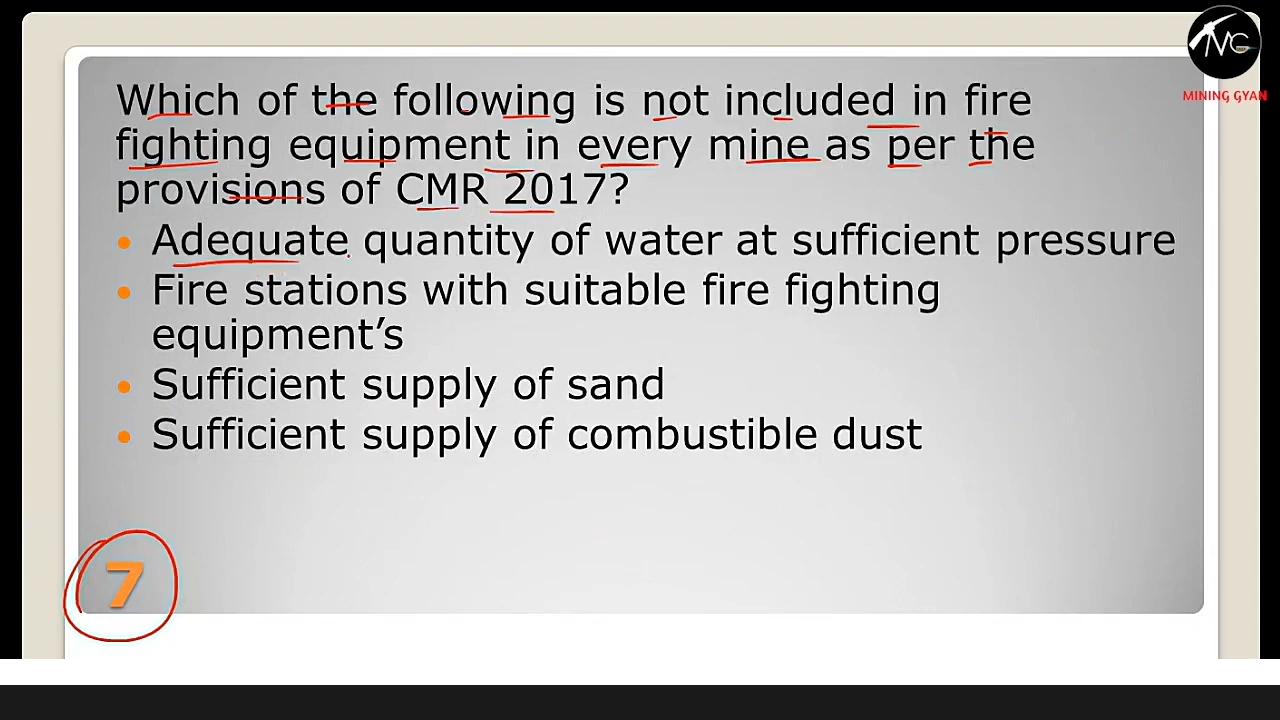 MC
MINING GYAN
Which of the following is not included in fire
fighting equipment in every mine as per the
provisions of CMR 2017?
• Adequate quantity of water at sufficient pressure
• Fire stations with suitable fire fighting
equipment’s
• Sufficient supply of sand
• Sufficient supply of combustible dust
7